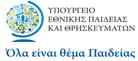 ΥΠΟΥΡΓΕΙΟ
ΕΘΝΙΚΗΣ ΠΑΙΔΕΙΑΣ
ΚΑΙ ΘΡΗΣΚΕΥΜΑΤΩΝ
Όλα είναι θέμα Παιδείας